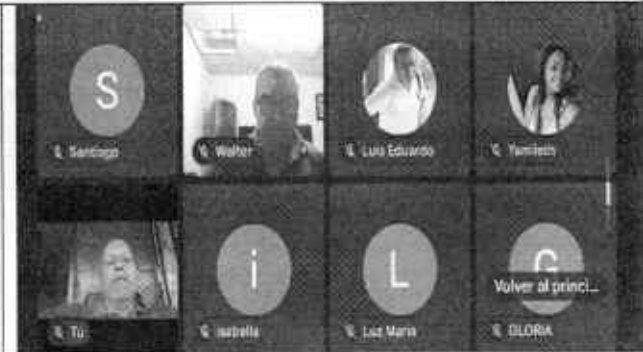 S
Santiago
Walter
Luis Eduardo
Yamileth
Tú
i
isabella
L
Luz Maria
G
Volver al princi...
GLORIA